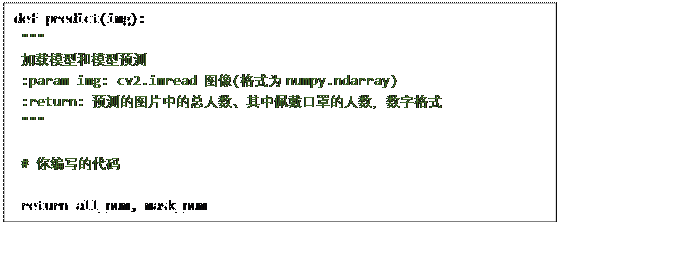 def predict(img):
"""
加载模型和模型预测
:param img: cv2.imread 图像(格式为 numpy.ndarray)
:return: 预测的图片中的总人数、其中佩戴口罩的人数，数字格式
"""
# 你编写的代码
return all_num, mask_num